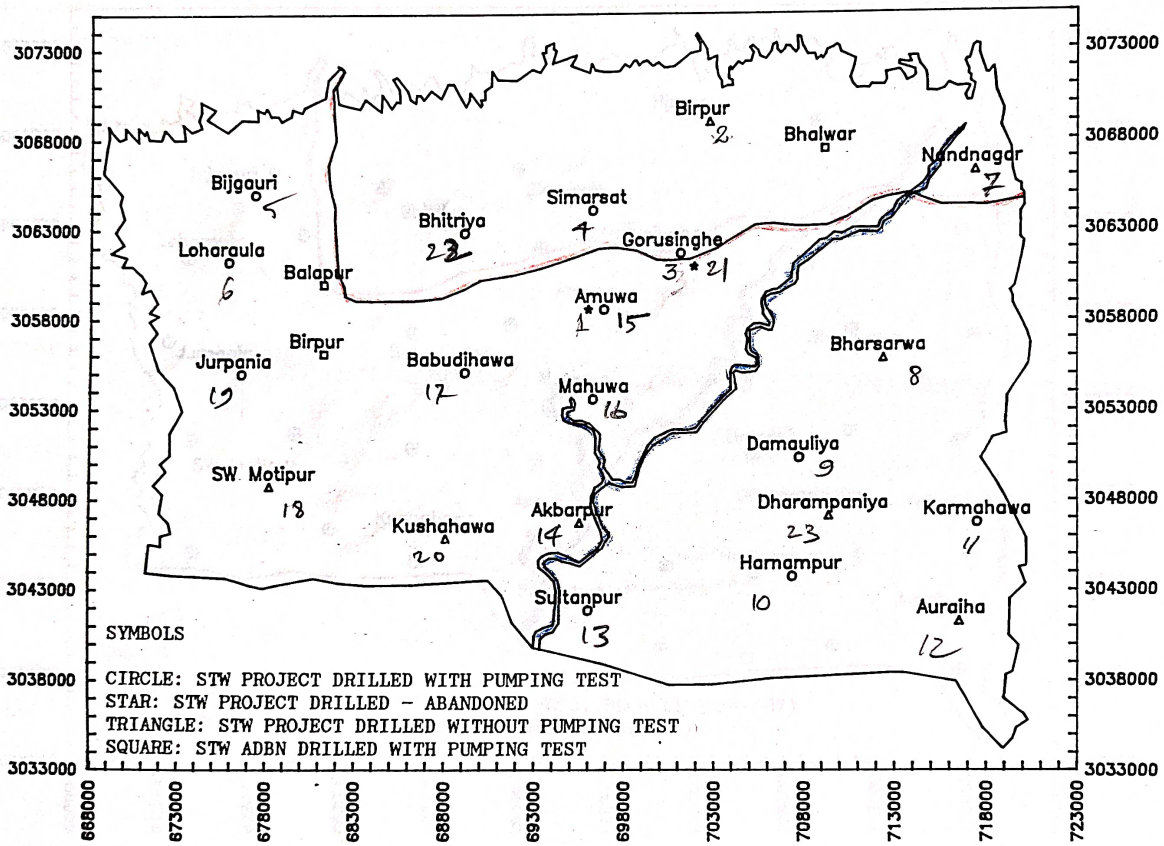 3073000
3073000
Birpur
2
Bhalwar
3068000
3068000
Nandnagar
7
Bijgauri
5
Simarsat
4
Bhitriya
22
3063000
3063000
Gorusinghe
3 21
Loharaula
6
Balapur
Amuwa
1 15
3058000
3058000
Birpur
Bharsarwa
8
Jurpania
19
Babudihawa
17
Mahuwa
16
3053000
3053000
Damauliya
9
SW. Motipur
18
3048000
3048000
Dharampaniya
23
Karmahawa
11
Akbarpur
14
Kushahawa
20
Harnampur
10
3043000
3043000
Sultanpur
13
Auraiha
12
SYMBOLS
3038000
3038000
CIRCLE: STW PROJECT DRILLED WITH PUMPING TEST
STAR: STW PROJECT DRILLED – ABANDONED
TRIANGLE: STW PROJECT DRILLED WITHOUT PUMPING TEST
SQUARE: STW ADBN DRILLED WITH PUMPING TEST
3033000
3033000
668000 673000 678000 683000 688000 693000 698000 703000 708000 713000 718000 723000